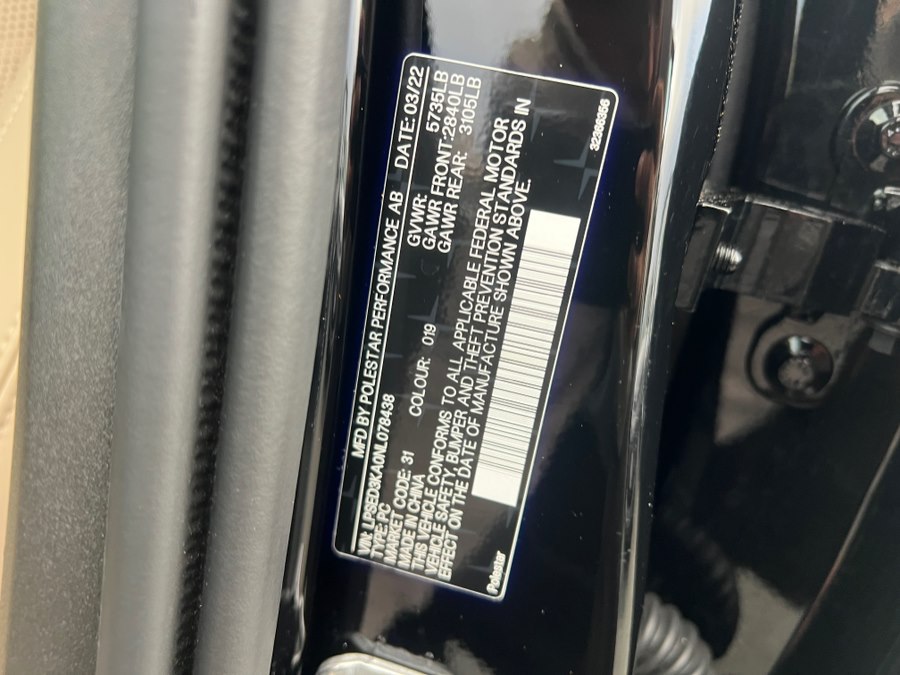 MFD BY POLESTAR PERFORMANCE AB DATE: 03/22
GVWR: 5735LB
GAWR FRONT: 2840LB
GAWR REAR: 3105LB
VIN: LPSED3KA0NL078438
TYPE: PC
MARKET CODE: 31 COLOUR: 019
MADE IN CHINA
THIS VEHICLE CONFORMS TO ALL APPLICABLE FEDERAL MOTOR
VEHICLE SAFETY, BUMPER AND THEFT PREVENTION STANDARDS IN
EFFECT ON THE DATE OF MANUFACTURE SHOWN ABOVE.
Polestar
32366366